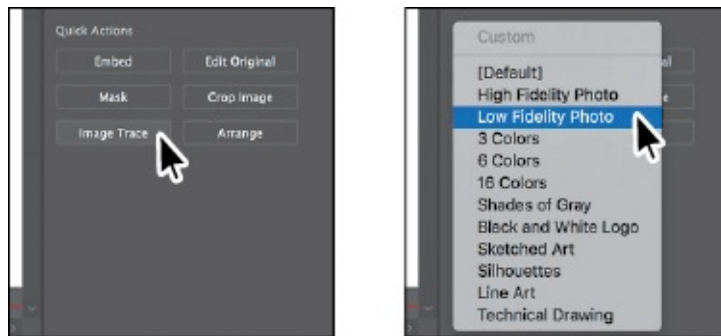 Quick Actions
Embed Edit Original
Mask Crop Image
Image Trace Arrange
Custom
[Default]
High Fidelity Photo
Low Fidelity Photo
3 Colors
6 Colors
16 Colors
Shades of Gray
Black and White Logo
Sketched Art
Silhouettes
Line Art
Technical Drawing